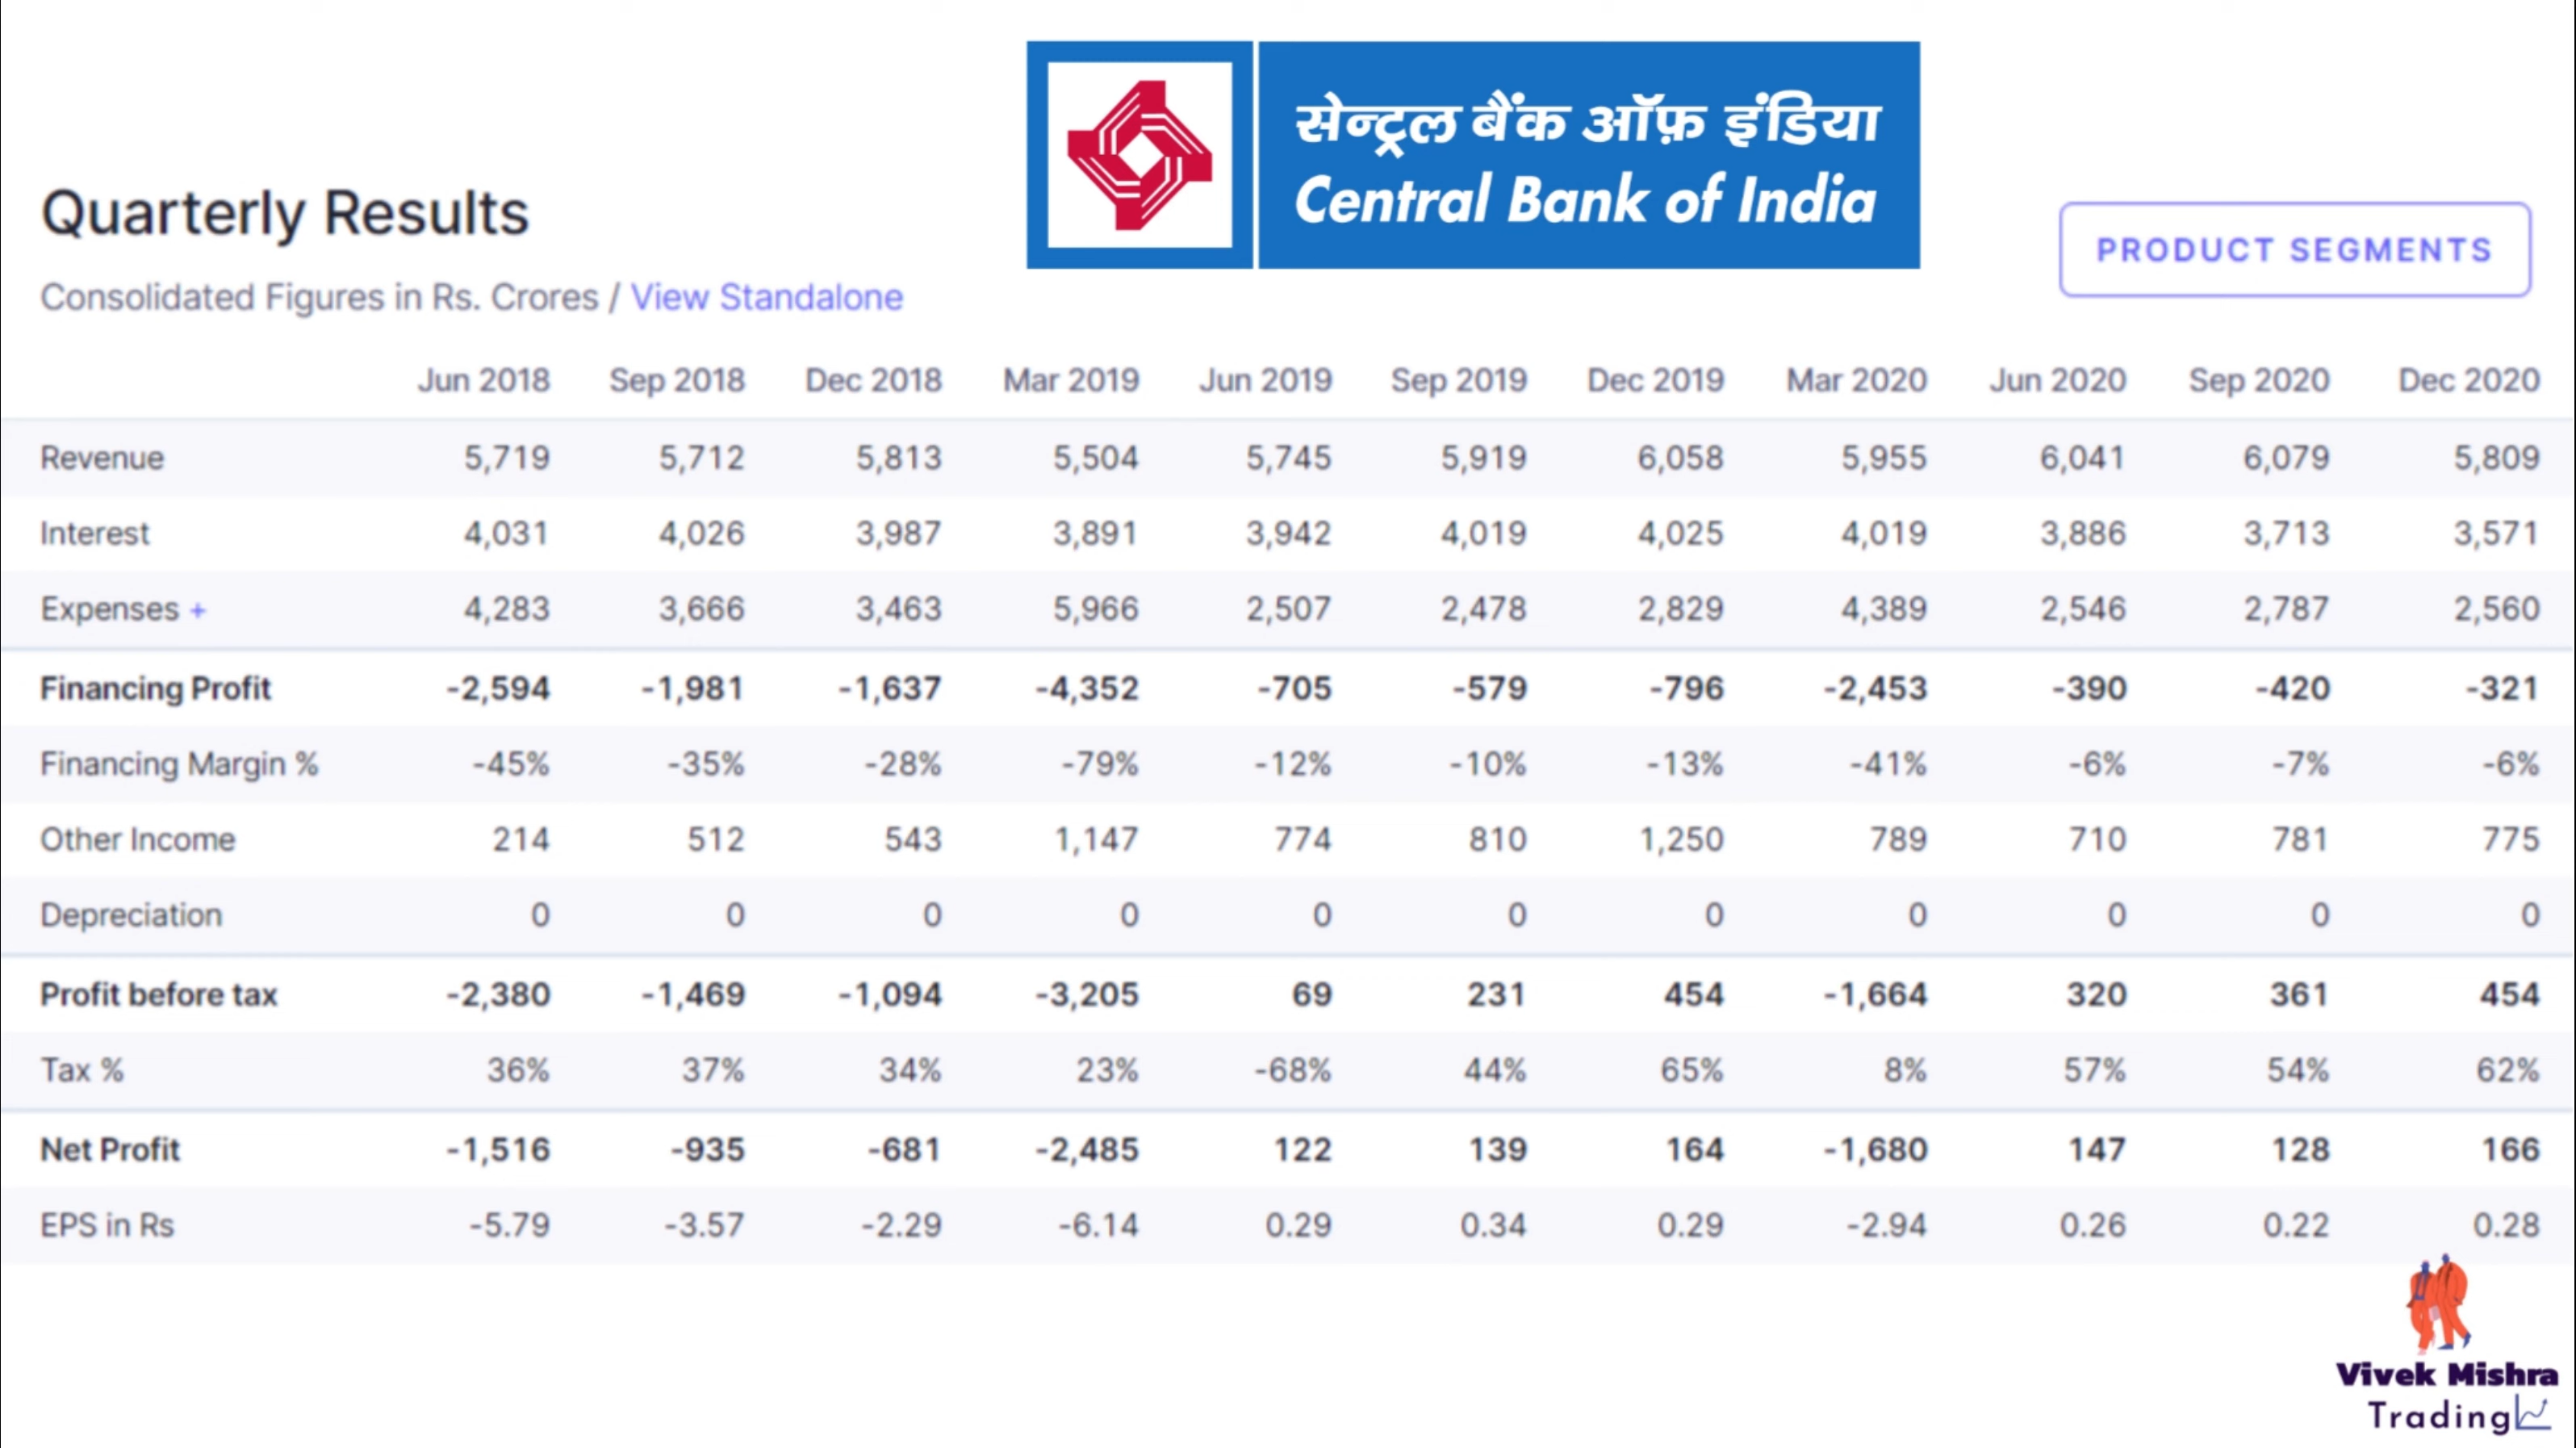 सेन्ट्रल बैंक ऑफ़ इंडिया
Central Bank of India
Quarterly Results
PRODUCT SEGMENTS
Consolidated Figures in Rs. Crores / View Standalone
Jun 2018 Sep 2018 Dec 2018 Mar 2019 Jun 2019 Sep 2019 Dec 2019 Mar 2020 Jun 2020 Sep 2020 Dec 2020
Revenue 5,719 5,712 5,813 5,504 5,745 5,919 6,058 5,955 6,041 6,079 5,809
Interest 4,031 4,026 3,987 3,891 3,942 4,019 4,025 4,019 3,886 3,713 3,571
Expenses + 4,283 3,666 3,463 5,966 2,507 2,478 2,829 4,389 2,546 2,787 2,560
Financing Profit -2,594 -1,981 -1,637 -4,352 -705 -579 -796 -2,453 -390 -420 -321
Financing Margin % -45% -35% -28% -79% -12% -10% -13% -41% -6% -7% -6%
Other Income 214 512 543 1,147 774 810 1,250 789 710 781 775
Depreciation 0 0 0 0 0 0 0 0 0 0 0
Profit before tax -2,380 -1,469 -1,094 -3,205 69 231 454 -1,664 320 361 454
Tax % 36% 37% 34% 23% -68% 44% 65% 8% 57% 54% 62%
Net Profit -1,516 -935 -681 -2,485 122 139 164 -1,680 147 128 166
EPS in Rs -5.79 -3.57 -2.29 -6.14 0.29 0.34 0.29 -2.94 0.26 0.22 0.28
Vivek Mishra
Trading